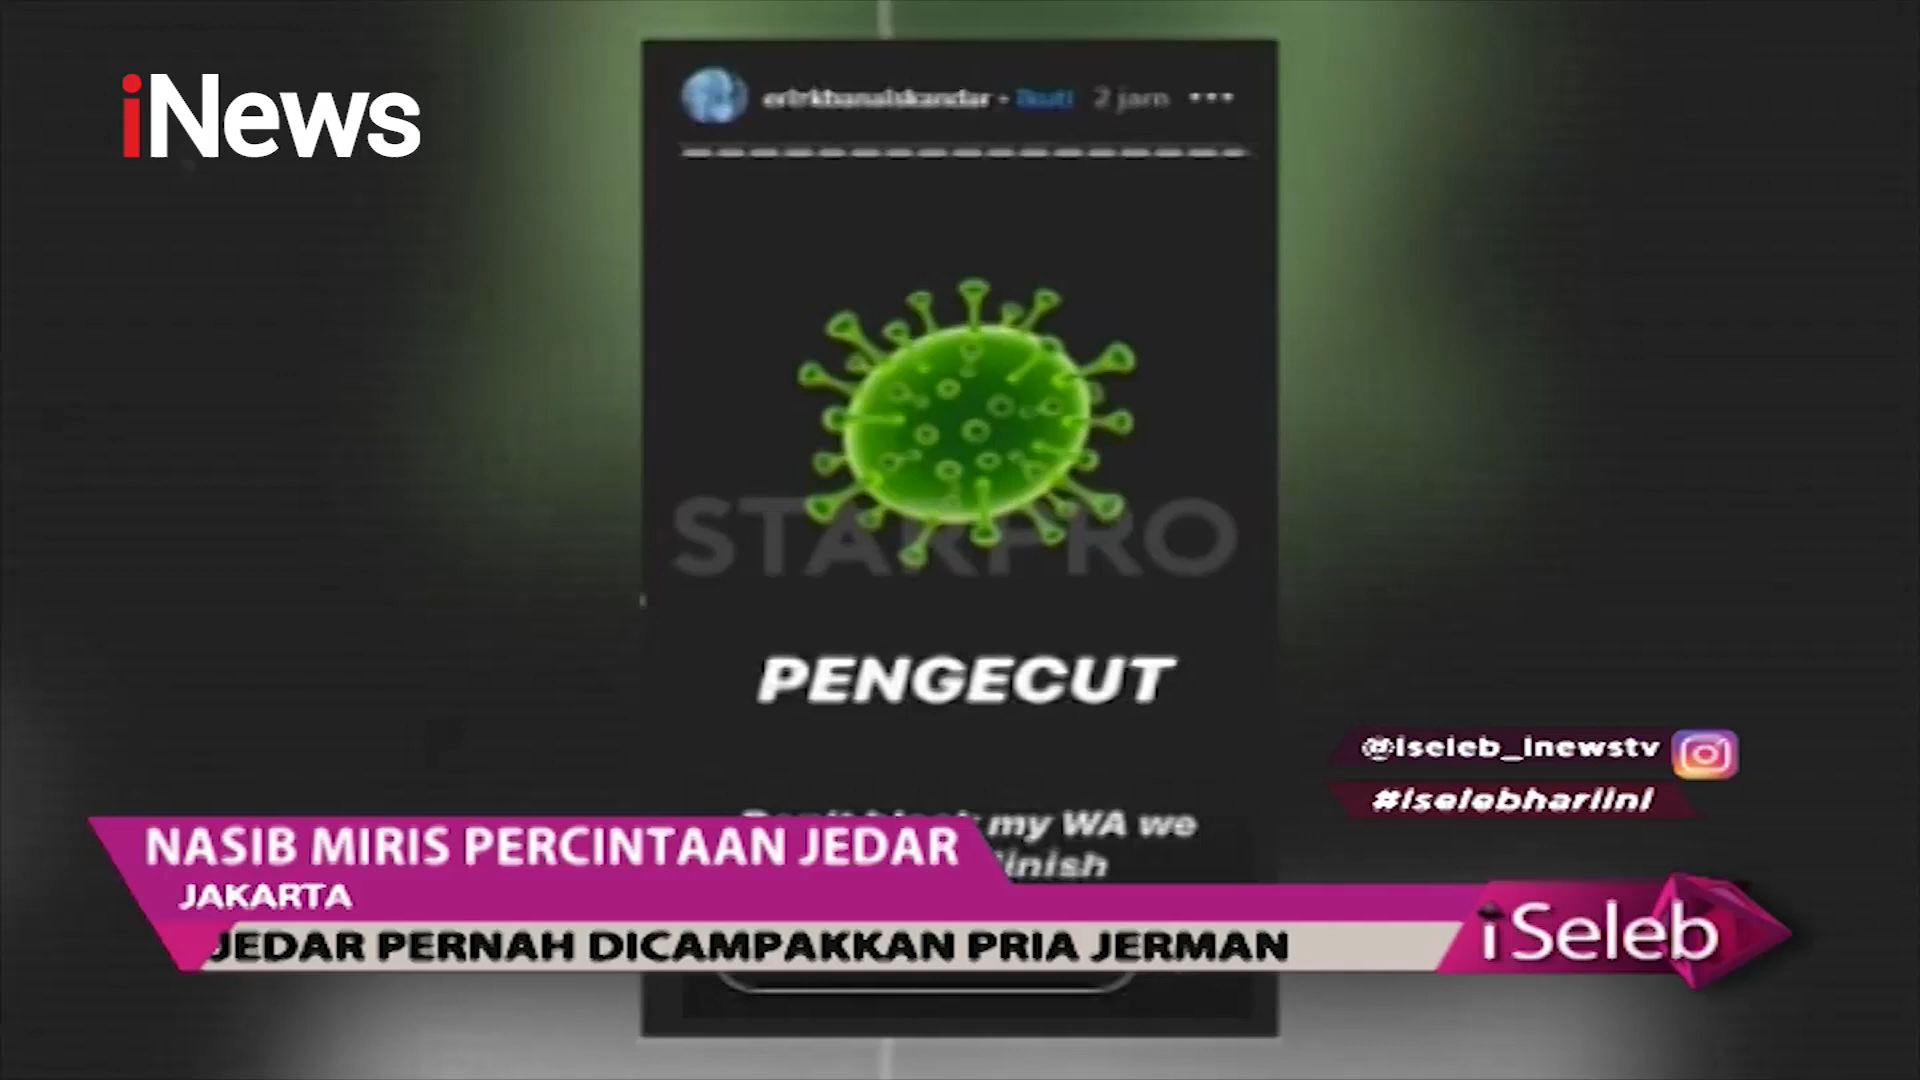 iNews
2 jam
STARPRO
PENGECUT
my WA we
finish
@iseleb_inewstv
#iselebhariini
NASIB MIRIS PERCINTAAN JEDAR
JAKARTA
JEDAR PERNAH DICAMPAKKAN PRIA JERMAN
iSeleb